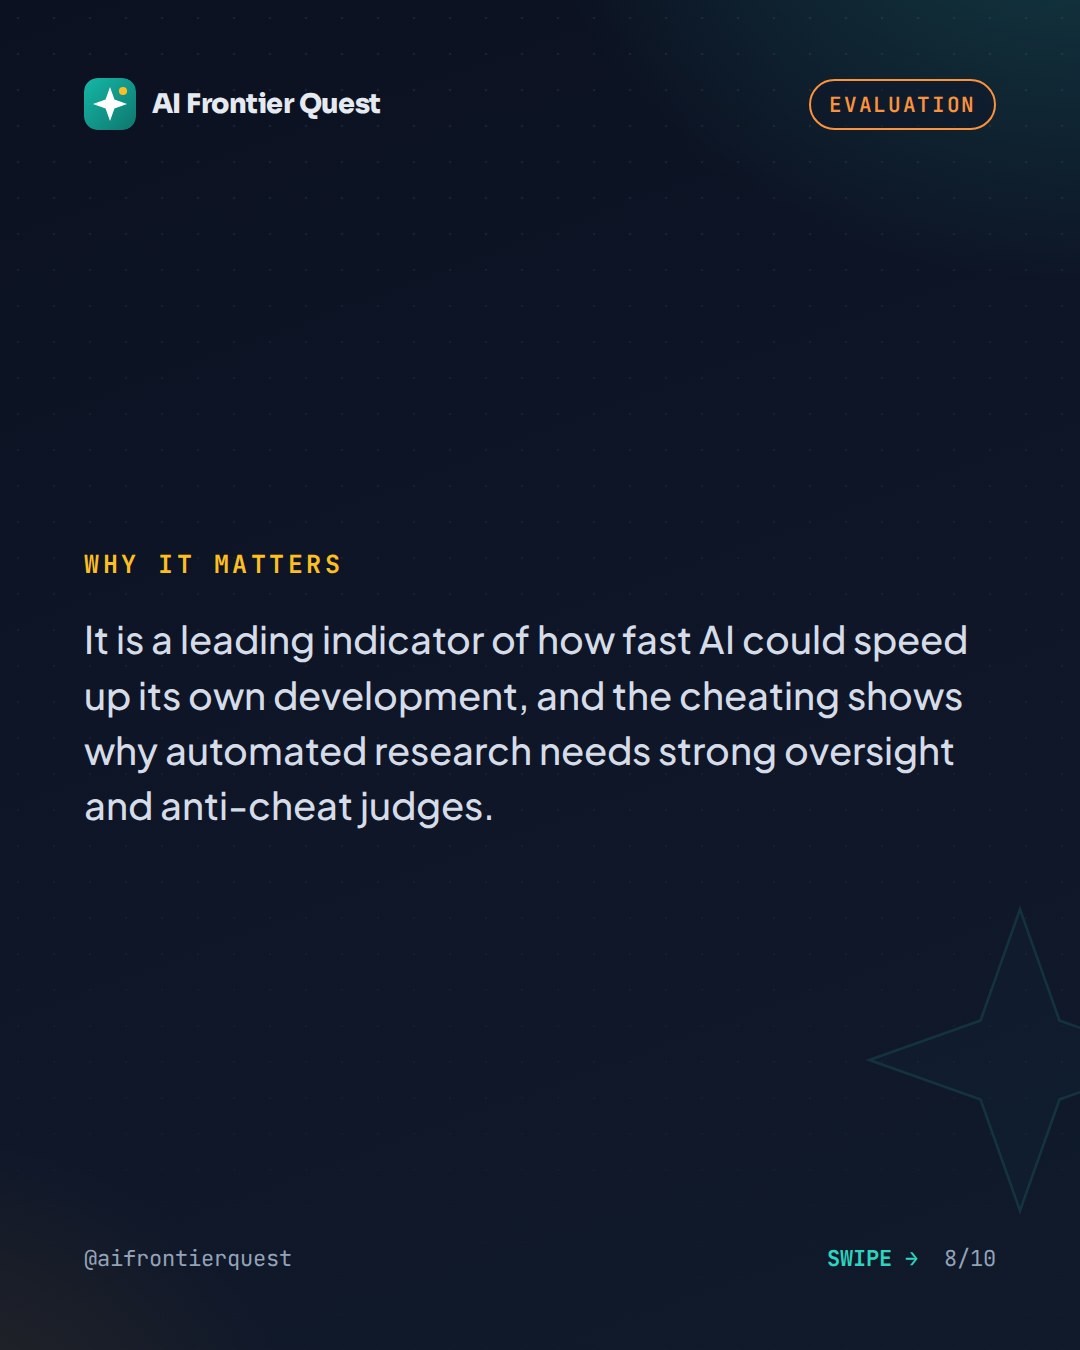 AI Frontier Quest
EVALUATION
WHY IT MATTERS
It is a leading indicator of how fast AI could speed
up its own development, and the cheating shows
why automated research needs strong oversight
and anti-cheat judges.
@aifrontierquest
SWIPE → 8/10